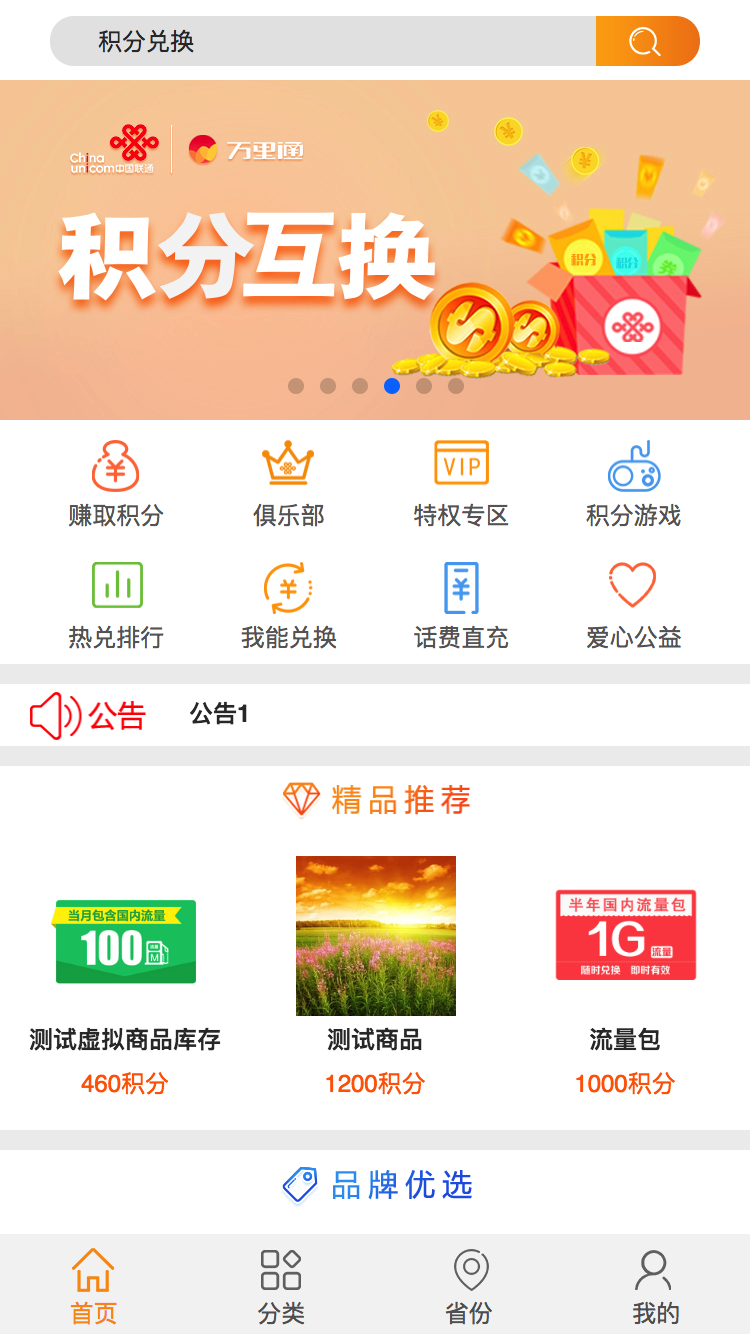 积分兑换
China
unicom中国联通
万里通
积分互换
积分
积分
券
VIP
赚取积分 俱乐部 特权专区 积分游戏
热兑排行 我能兑换 话费直充 爱心公益
公告 公告1
精品推荐
当月包含国内流量
100
流量
M
半年国内流量包
1G 流量
随时兑换 即时有效
测试虚拟商品库存 测试商品 流量包
460积分 1200积分 1000积分
品牌优选
首页 分类 省份 我的